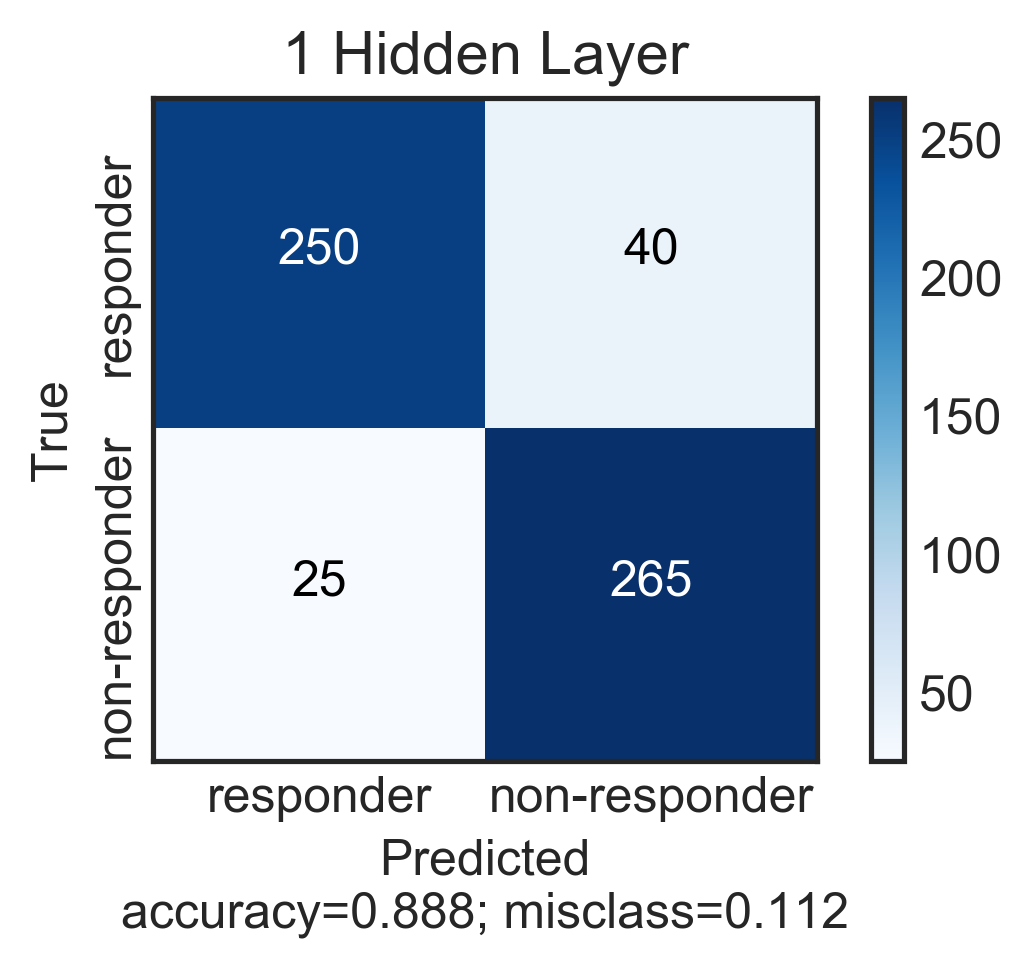 1 Hidden Layer
True
responder
non-responder
250
40
25
265
responder
non-responder
Predicted
accuracy=0.888; misclass=0.112
250
200
150
100
50